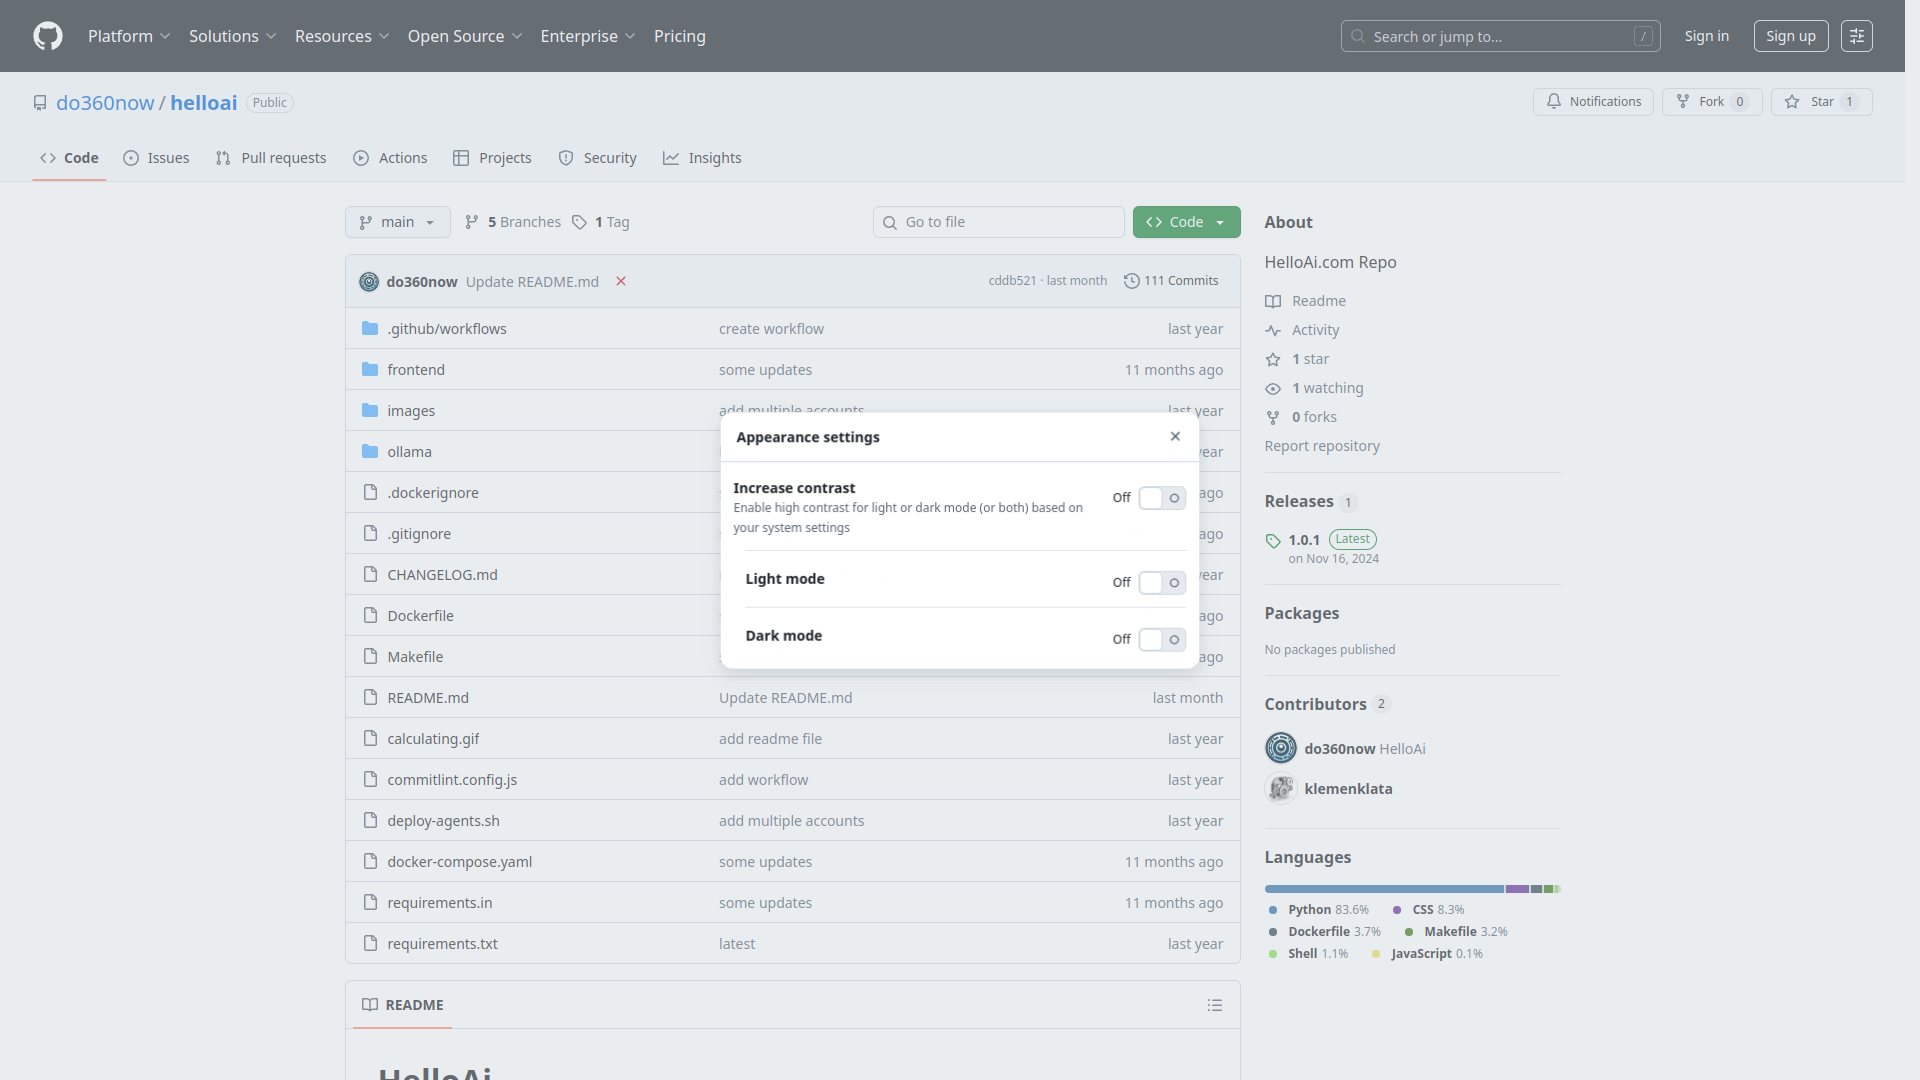 Platform Solutions Resources Open Source Enterprise Pricing Search or jump to... / Sign in Sign up
do360now / helloai Public Notifications Fork 0 Star 1
Code Issues Pull requests Actions Projects Security Insights
main 5 Branches 1 Tag Go to file Code
do360now Update README.md cddb521 · last month 111 Commits
.github/workflows create workflow last year
frontend some updates 11 months ago
images add multiple accounts last year
ollama year
.dockerignore ago
.gitignore ago
CHANGELOG.md year
Dockerfile ago
Makefile ago
README.md Update README.md last month
calculating.gif add readme file last year
commitlint.config.js add workflow last year
deploy-agents.sh add multiple accounts last year
docker-compose.yaml some updates 11 months ago
requirements.in some updates 11 months ago
requirements.txt latest last year
README
HelloAi
Appearance settings
Increase contrast
Enable high contrast for light or dark mode (or both) based on
your system settings
Off
Light mode Off
Dark mode Off
About
HelloAi.com Repo
Readme
Activity
1 star
1 watching
0 forks
Report repository
Releases 1
1.0.1 Latest
on Nov 16, 2024
Packages
No packages published
Contributors 2
do360now HelloAi
klemenklata
Languages
Python 83.6% CSS 8.3%
Dockerfile 3.7% Makefile 3.2%
Shell 1.1% JavaScript 0.1%